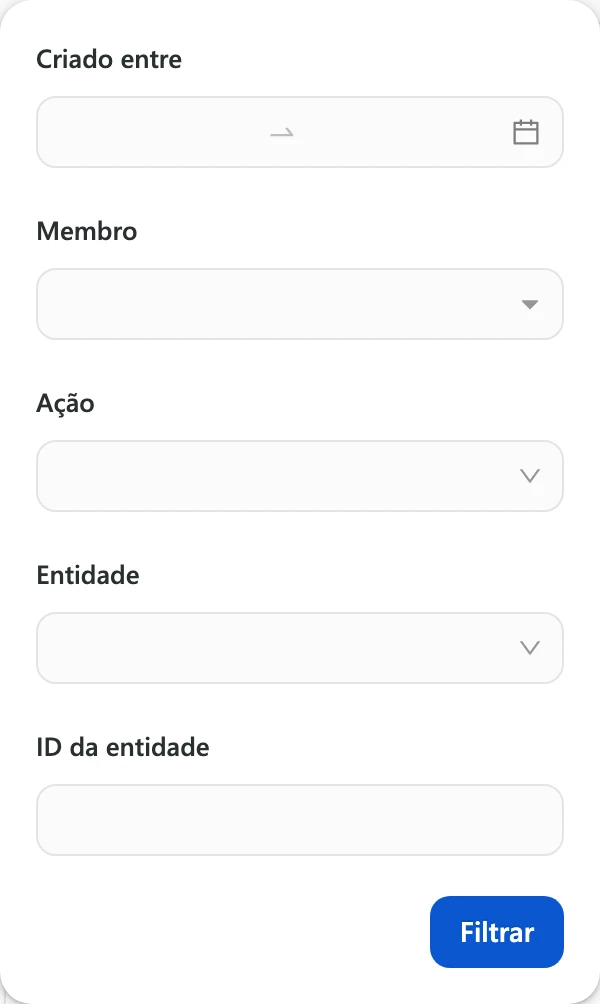 Criado entre
Membro
Ação
Entidade
ID da entidade
Filtrar